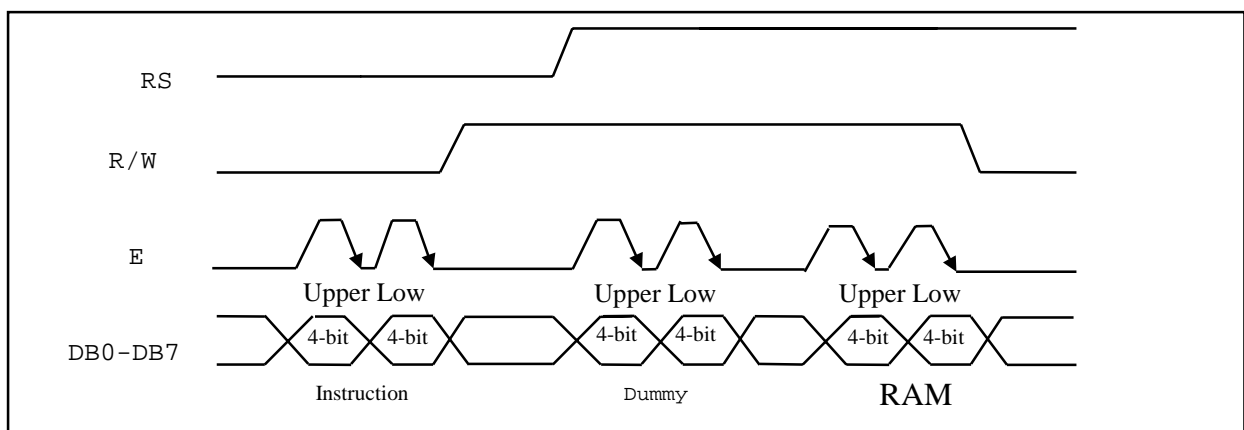 RS
R/W
E
Upper Low Upper Low Upper Low
DB0-DB7 4-bit 4-bit 4-bit 4-bit 4-bit 4-bit
Instruction Dummy RAM